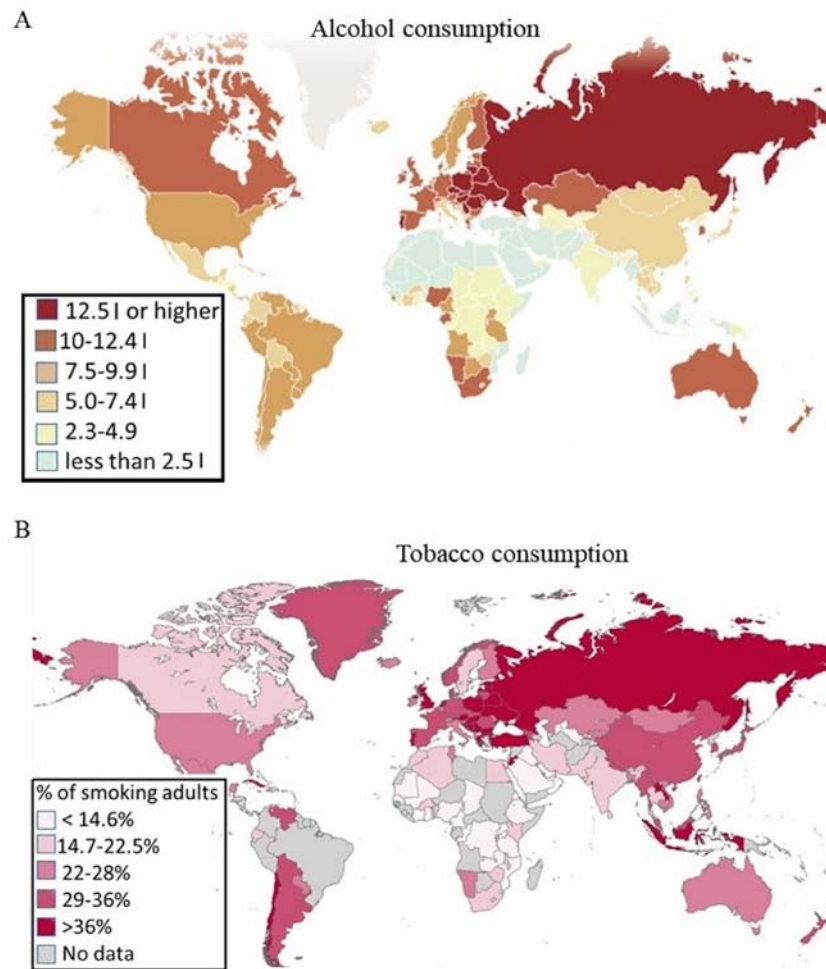 A
Alcohol consumption
12.5 l or higher
10-12.4 l
7.5-9.9 l
5.0-7.4 l
2.3-4.9
less than 2.5 l
B
Tobacco consumption
% of smoking adults
< 14.6%
14.7-22.5%
22-28%
29-36%
>36%
No data